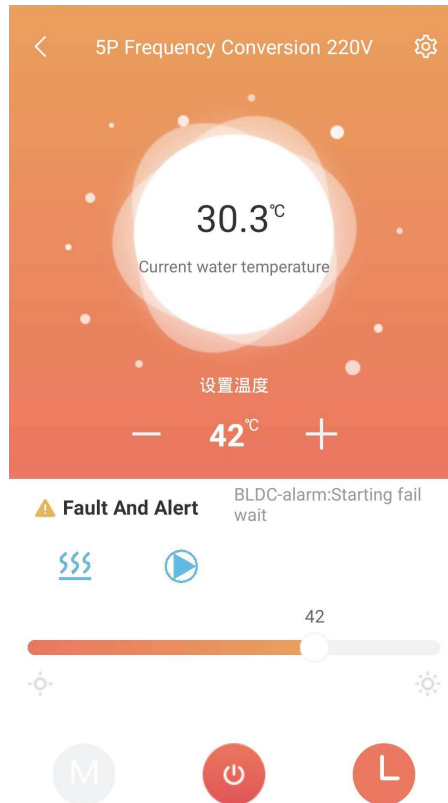 5P Frequency Conversion 220V
30.3℃
Current water temperature
设置温度
42℃
Fault And Alert
BLDC-alarm:Starting fail
wait
42
M